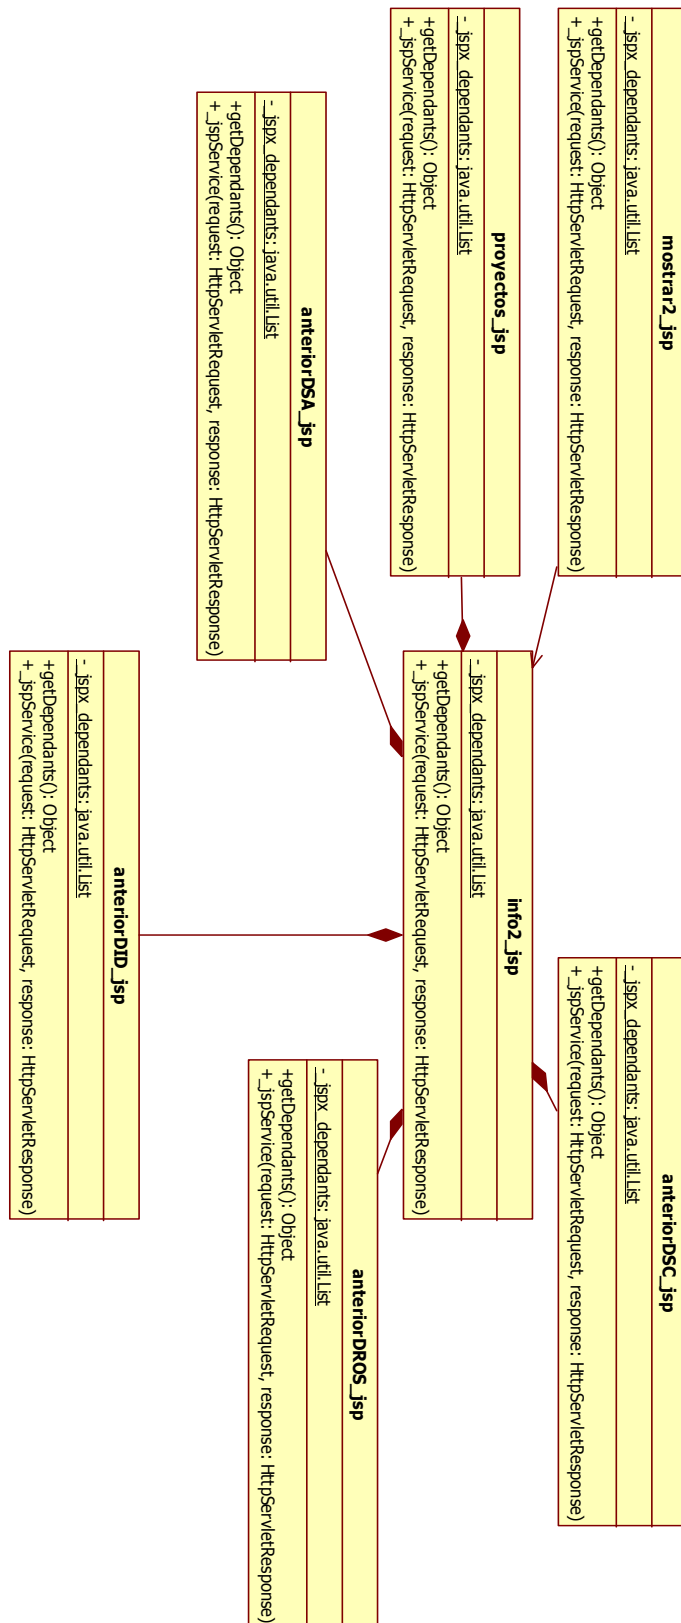 mostrar2_jsp
-_jspx_dependants: java.util.List
+getDependants(): Object
+_jspService(request: HttpServletRequest, response: HttpServletResponse)
anteriorDSC_jsp
-_jspx_dependants: java.util.List
+getDependants(): Object
+_jspService(request: HttpServletRequest, response: HttpServletResponse)
proyectos_jsp
-_jspx_dependants: java.util.List
+getDependants(): Object
+_jspService(request: HttpServletRequest, response: HttpServletResponse)
info2_jsp
-_jspx_dependants: java.util.List
+getDependants(): Object
+_jspService(request: HttpServletRequest, response: HttpServletResponse)
anteriorDSA_jsp
-_jspx_dependants: java.util.List
+getDependants(): Object
+_jspService(request: HttpServletRequest, response: HttpServletResponse)
anteriorDROS_jsp
-_jspx_dependants: java.util.List
+getDependants(): Object
+_jspService(request: HttpServletRequest, response: HttpServletResponse)
anteriorDID_jsp
-_jspx_dependants: java.util.List
+getDependants(): Object
+_jspService(request: HttpServletRequest, response: HttpServletResponse)